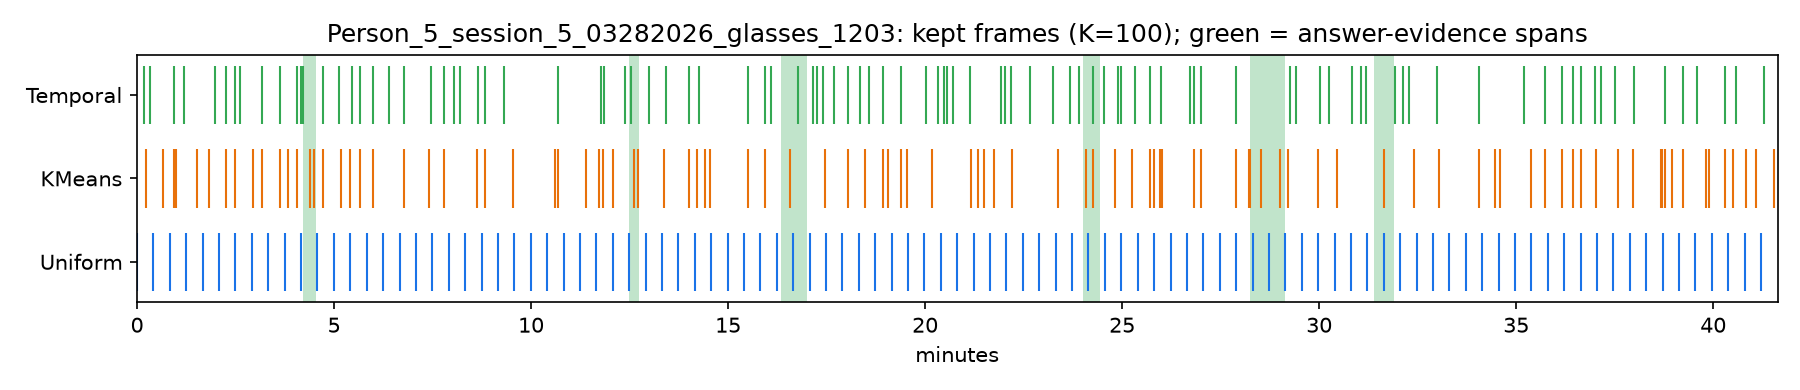 Person_5_session_5_03282026_glasses_1203: kept frames (K=100); green = answer-evidence spans
Temporal
KMeans
Uniform
0 5 10 15 20 25 30 35 40
minutes